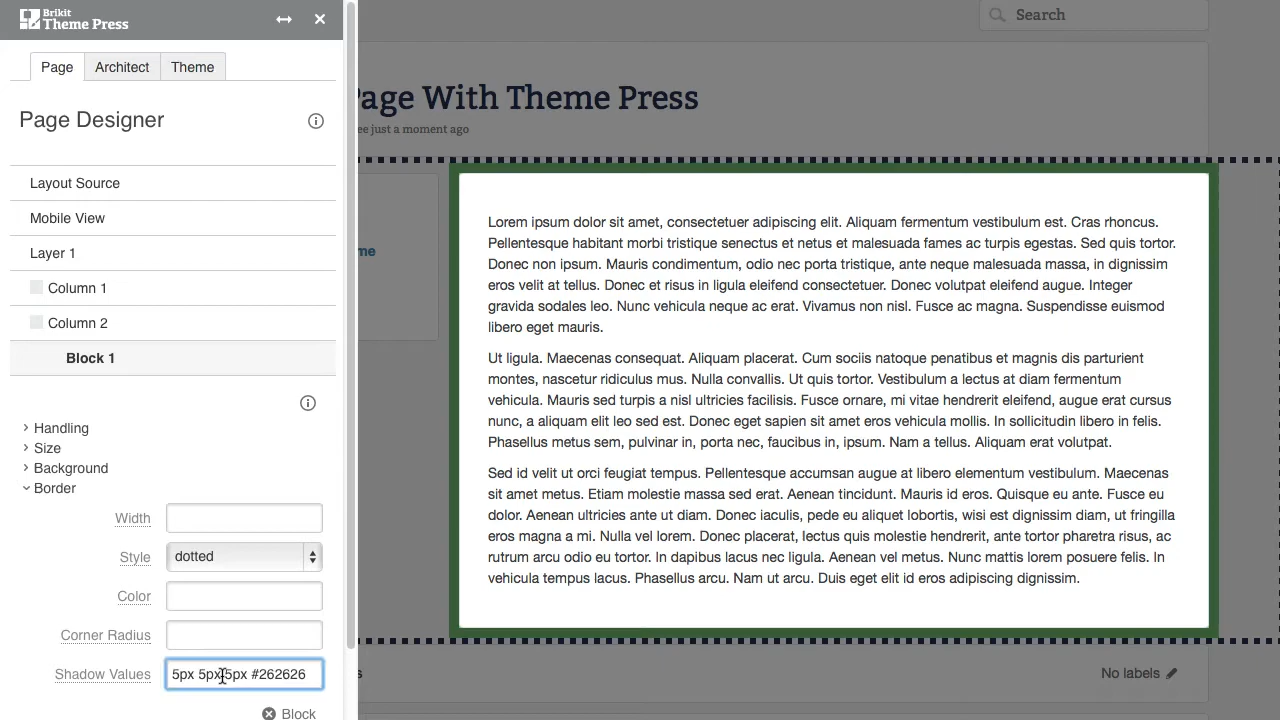 Brikit
Theme Press
Search
Page Architect Theme
Page With Theme Press
Page Designer
ee just a moment ago
Layout Source
Mobile View
Layer 1
me
Column 1
Column 2
Block 1
Lorem ipsum dolor sit amet, consectetuer adipiscing elit. Aliquam fermentum vestibulum est. Cras rhoncus.
Pellentesque habitant morbi tristique senectus et netus et malesuada fames ac turpis egestas. Sed quis tortor.
Donec non ipsum. Mauris condimentum, odio nec porta tristique, ante neque malesuada massa, in dignissim
eros velit at tellus. Donec et risus in ligula eleifend consectetuer. Donec volutpat eleifend augue. Integer
gravida sodales leo. Nunc vehicula neque ac erat. Vivamus non nisl. Fusce ac magna. Suspendisse euismod
libero eget mauris.
Ut ligula. Maecenas consequat. Aliquam placerat. Cum sociis natoque penatibus et magnis dis parturient
montes, nascetur ridiculus mus. Nulla convallis. Ut quis tortor. Vestibulum a lectus at diam fermentum
vehicula. Mauris sed turpis a nisl ultricies facilisis. Fusce ornare, mi vitae hendrerit eleifend, augue erat cursus
nunc, a aliquam elit leo sed est. Donec eget sapien sit amet eros vehicula mollis. In sollicitudin libero in felis.
Phasellus metus sem, pulvinar in, porta nec, faucibus in, ipsum. Nam a tellus. Aliquam erat volutpat.
Sed id velit ut orci feugiat tempus. Pellentesque accumsan augue at libero elementum vestibulum. Maecenas
sit amet metus. Etiam molestie massa sed erat. Aenean tincidunt. Mauris id eros. Quisque eu ante. Fusce eu
dolor. Aenean ultricies ante ut diam. Donec iaculis, pede eu aliquet lobortis, wisi est dignissim diam, ut fringilla
eros magna a mi. Nulla vel lorem. Donec placerat, lectus quis molestie hendrerit, ante tortor pharetra risus, ac
rutrum arcu odio eu tortor. In dapibus lacus nec ligula. Aenean vel metus. Nunc mattis lorem posuere felis. In
vehicula tempus lacus. Phasellus arcu. Nam ut arcu. Duis eget elit id eros adipiscing dignissim.
Handling
Size
Background
Border
Width
Style dotted
Color
Corner Radius
Shadow Values 5px 5px 5px #262626
s
No labels
Block